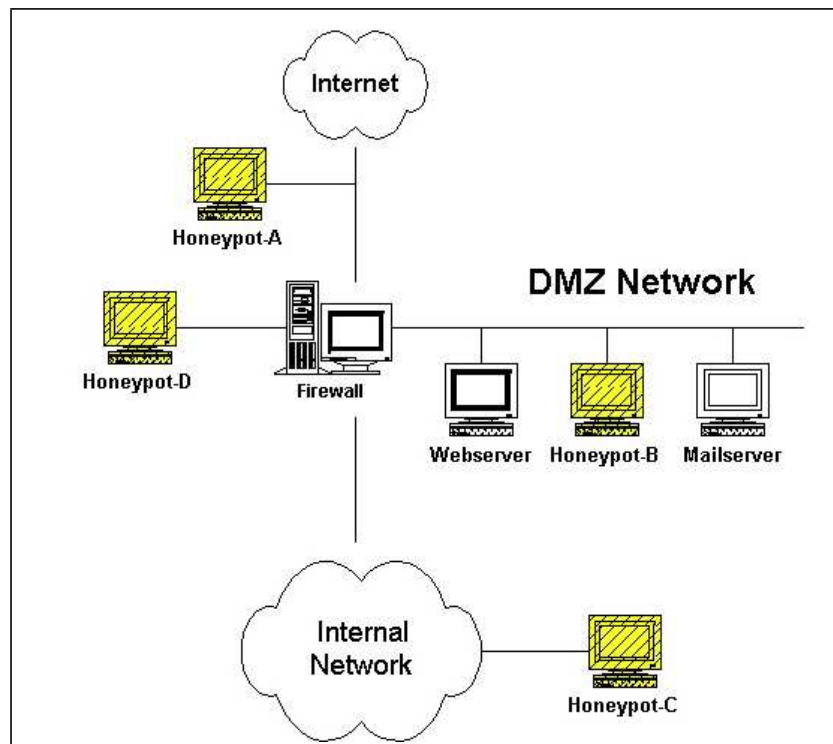 Internet
Honeypot-A
DMZ Network
Honeypot-D
Firewall
Webserver
Honeypot-B
Mailserver
Internal
Network
Honeypot-C